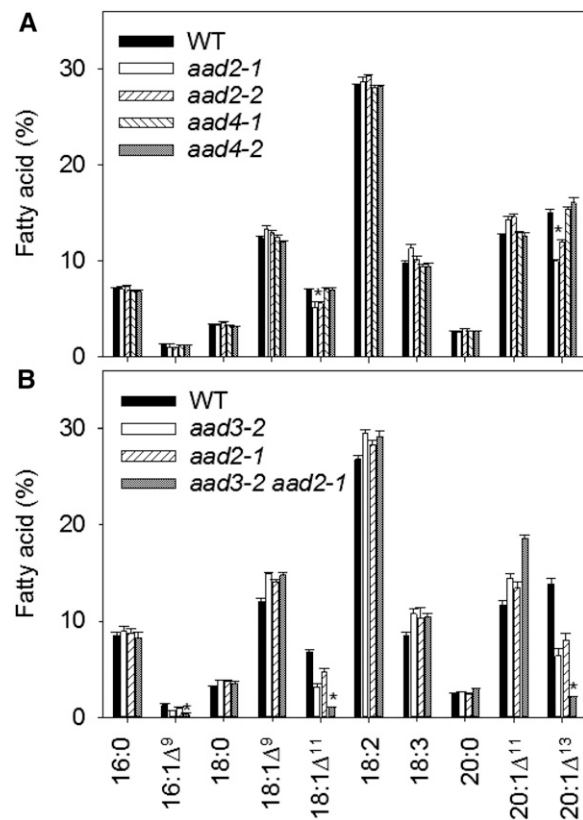 A
WT
aad2-1
aad2-2
aad4-1
aad4-2
Fatty acid (%)
30
20
10
0
*
*
B
WT
aad3-2
aad2-1
aad3-2 aad2-1
Fatty acid (%)
30
20
10
0
*
*
*
16:0
16:1Δ⁹
18:0
18:1Δ⁹
18:1Δ¹¹
18:2
18:3
20:0
20:1Δ¹¹
20:1Δ¹³